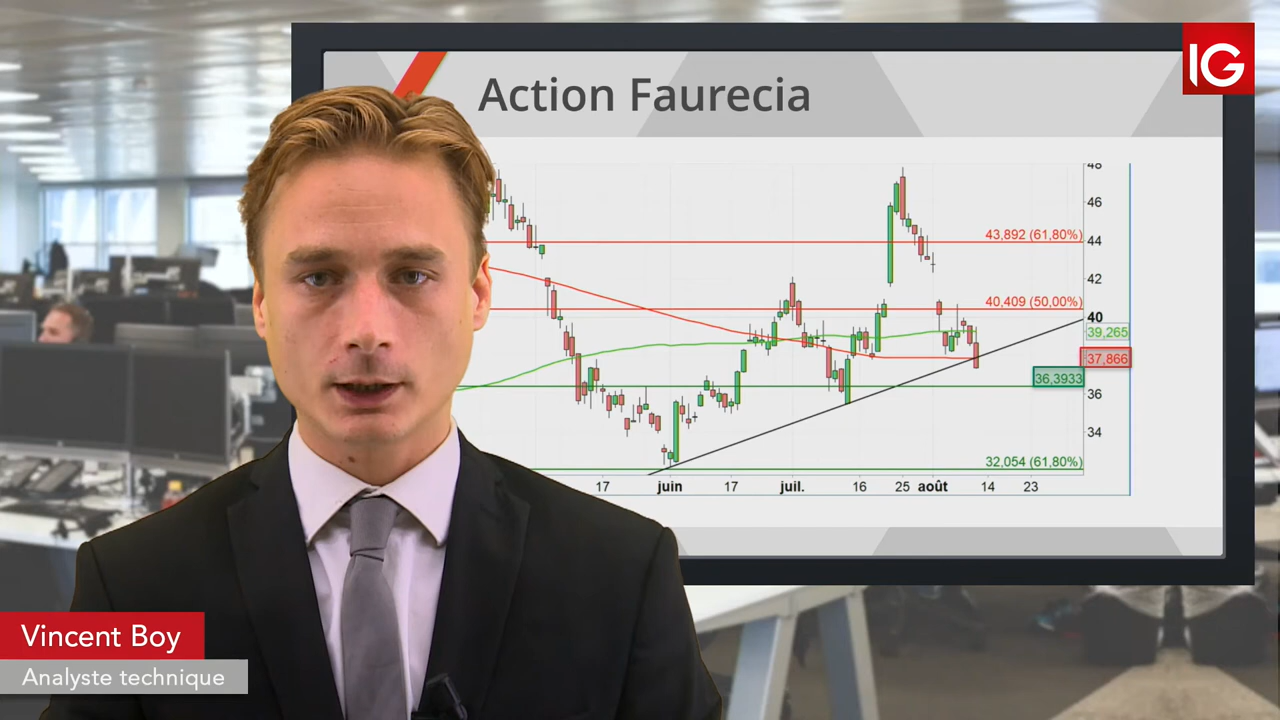 IG
Action Faurecia
48
46
43,892 (61,80%)
44
42
40,409 (50,00%)
40
39,265
37,866
36,3933
36
34
32,054 (61,80%)
17 juin 17 juil. 16 25 août 14 23
Vincent Boy
Analyste technique